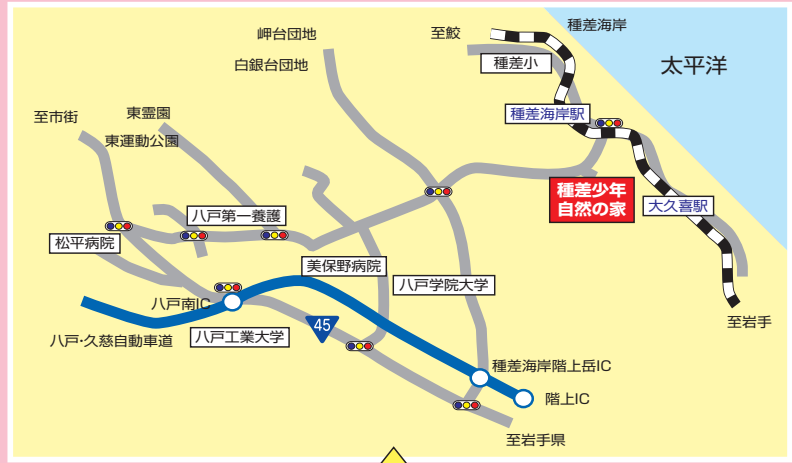 種差海岸
岬台団地
至鮫
白銀台団地
種差小
太平洋
種差海岸駅
東霊園
至市街
東運動公園
種差少年
自然の家
大久喜駅
八戸第一養護
松平病院
美保野病院
八戸学院大学
八戸南IC
至岩手
45
八戸・久慈自動車道
八戸工業大学
種差海岸階上岳IC
階上IC
至岩手県